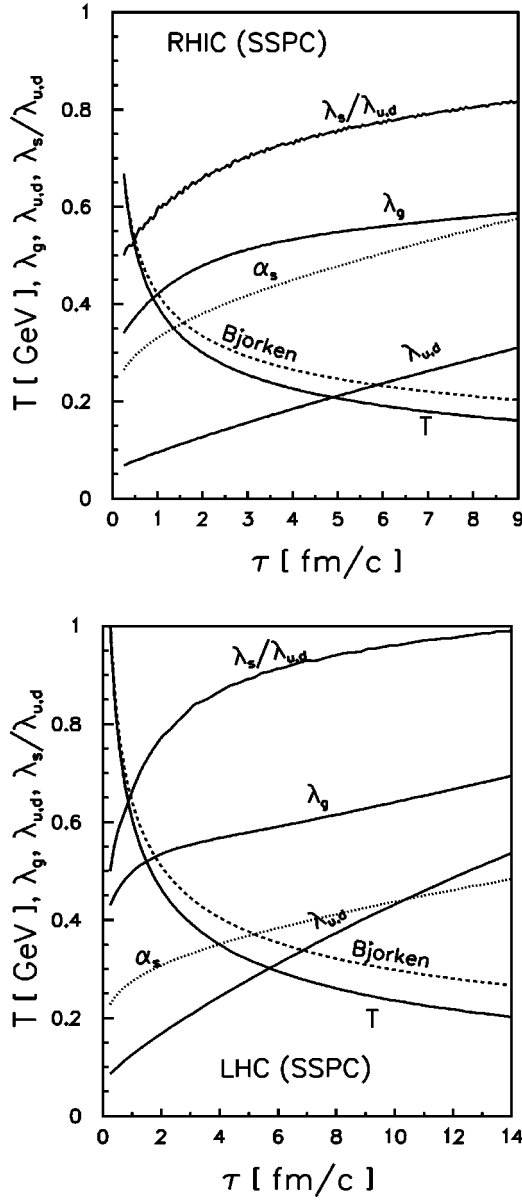 RHIC (SSPC)
T [ GeV ], λg, λu,d, λs/λu,d
1
0.8
0.6
0.4
0.2
0
λs/λu,d
λg
αs
Bjorken
λu,d
T
0 1 2 3 4 5 6 7 8 9
τ [ fm/c ]
T [ GeV ], λg, λu,d, λs/λu,d
1
0.8
0.6
0.4
0.2
0
λs/λu,d
λg
λu,d
αs
Bjorken
T
LHC (SSPC)
0 2 4 6 8 10 12 14
τ [ fm/c ]